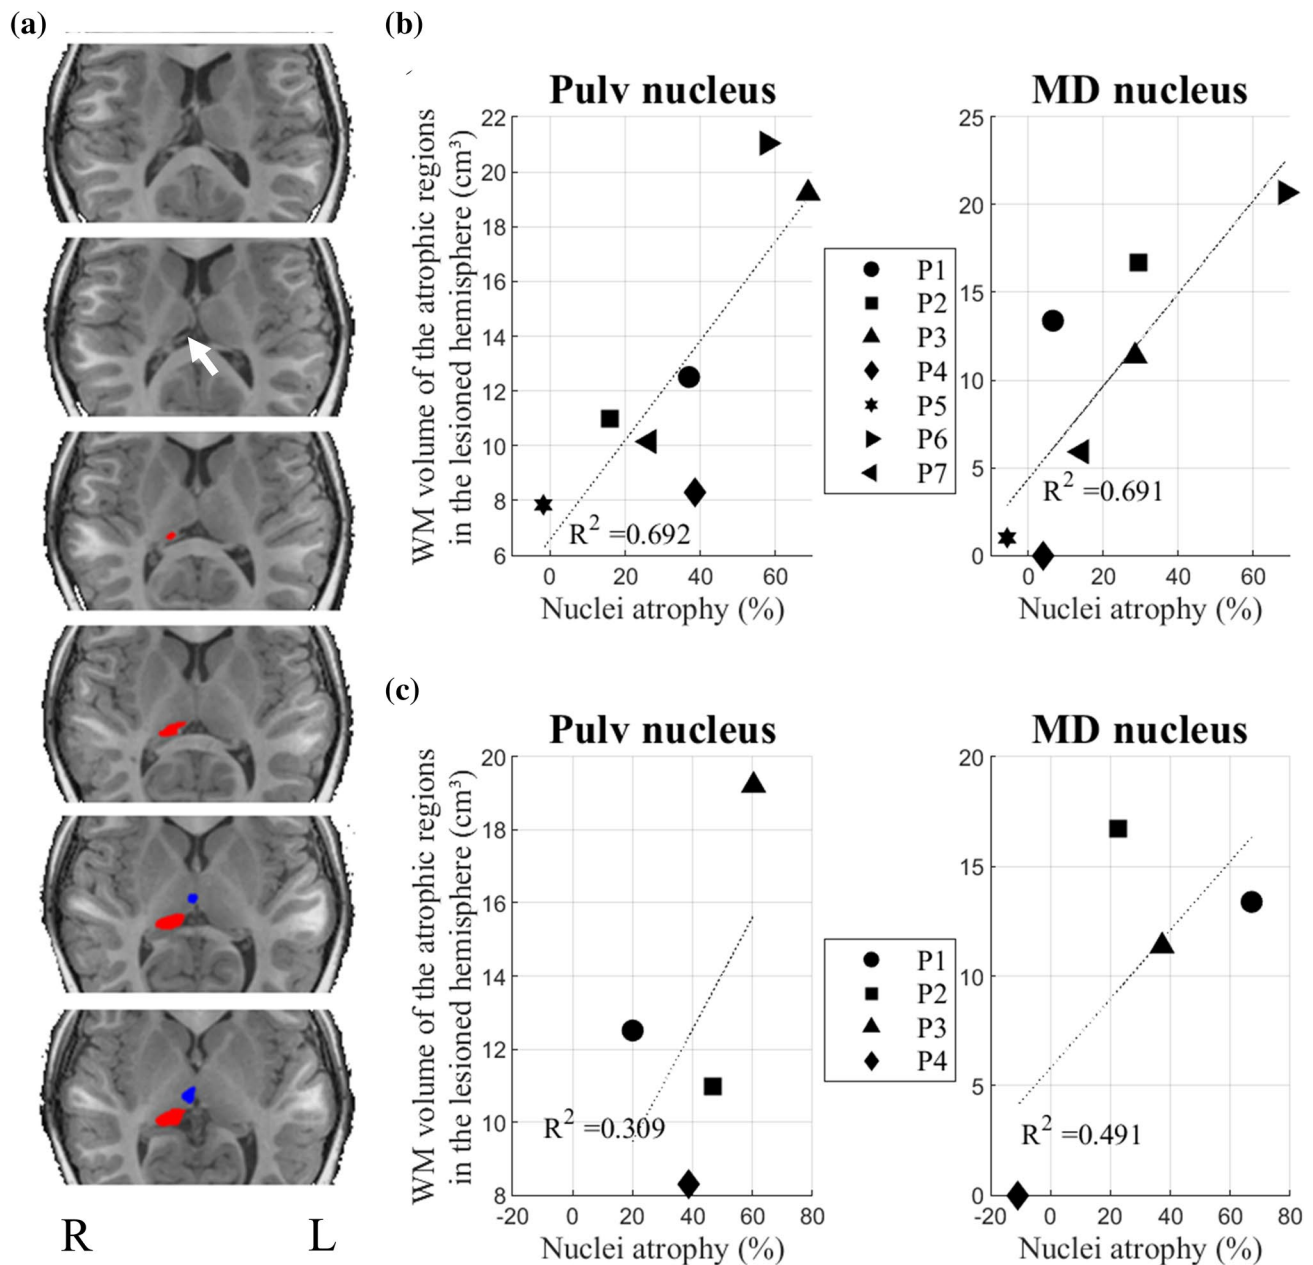 (a)
R L
(b)
Pulv nucleus
WM volume of the atrophic regions
in the lesioned hemisphere (cm³)
22
20
18
16
14
12
10
8
6
R² =0.692
0 20 40 60
Nuclei atrophy (%)
P1
P2
P3
P4
P5
P6
P7
MD nucleus
25
20
15
10
5
0
R² =0.691
0 20 40 60
Nuclei atrophy (%)
(c)
Pulv nucleus
WM volume of the atrophic regions
in the lesioned hemisphere (cm³)
20
18
16
14
12
10
8
R² =0.309
-20 0 20 40 60 80
Nuclei atrophy (%)
P1
P2
P3
P4
MD nucleus
20
15
10
5
0
R² =0.491
-20 0 20 40 60 80
Nuclei atrophy (%)